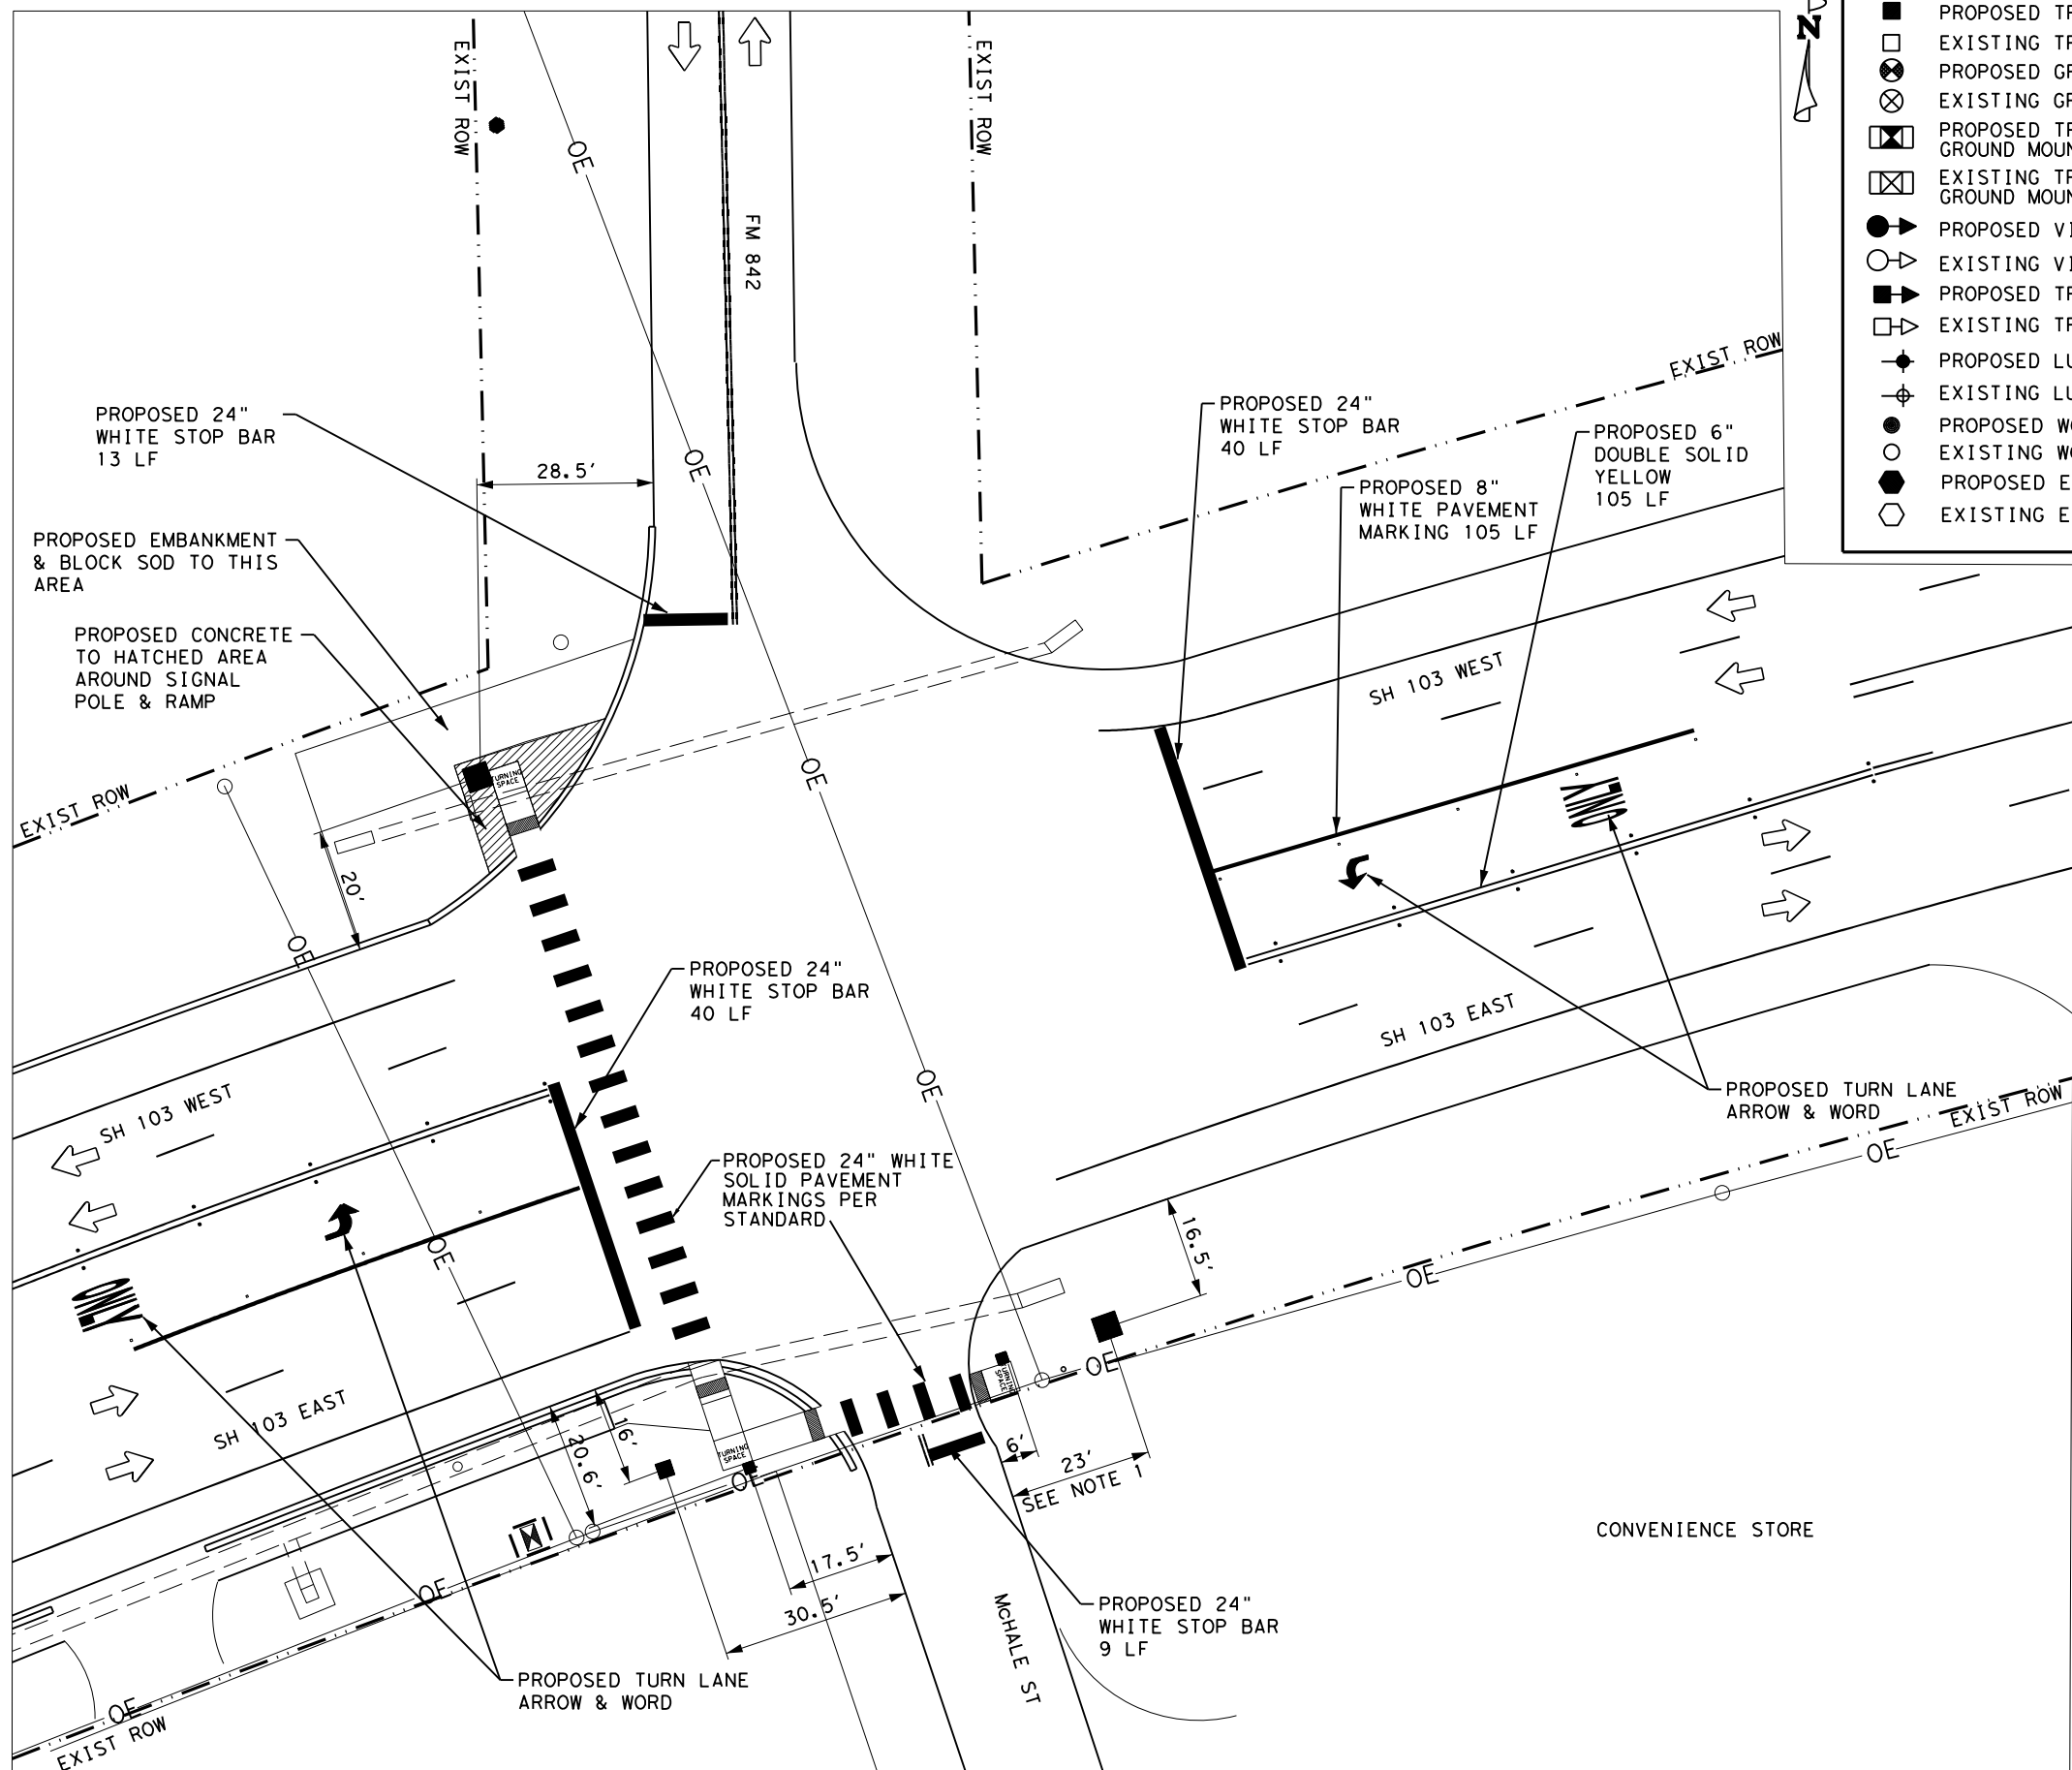 N
PROPOSED
EXISTING
PROPOSED
EXISTING
PROPOSED
GROUND
EXISTING
GROUND
PROPOSED
EXISTING
PROPOSED
EXISTING
PROPOSED
EXISTING
PROPOSED
EXISTING
PROPOSED
EXISTING
EXIST ROW
EXIST ROW
OE
FM 842
EXIST ROW
PROPOSED 24"
WHITE STOP BAR
13 LF
28.5'
OE
PROPOSED 24"
WHITE STOP BAR
40 LF
PROPOSED 6"
DOUBLE SOLID
YELLOW
105 LF
PROPOSED 8"
WHITE PAVEMENT
MARKING 105 LF
PROPOSED EMBANKMENT
& BLOCK SOD TO THIS
AREA
PROPOSED CONCRETE
TO HATCHED AREA
AROUND SIGNAL
POLE & RAMP
SH 103 WEST
EXIST ROW
TURNING
SPACE
OE
20'
OE
PROPOSED 24"
WHITE STOP BAR
40 LF
SH 103 EAST
SH 103 WEST
OE
PROPOSED TURN LANE
ARROW & WORD
EXIST ROW
OE
PROPOSED 24" WHITE
SOLID PAVEMENT
MARKINGS PER
STANDARD
16.5'
OE
OE
OE
SH 103 EAST
16'
20.6'
TURNING
SPACE
TURNING
SPACE
OE
6'
23'
SEE NOTE 1
CONVENIENCE STORE
17.5'
30.5'
OE
McHALE ST
PROPOSED 24"
WHITE STOP BAR
9 LF
PROPOSED TURN LANE
ARROW & WORD
OE
EXIST ROW